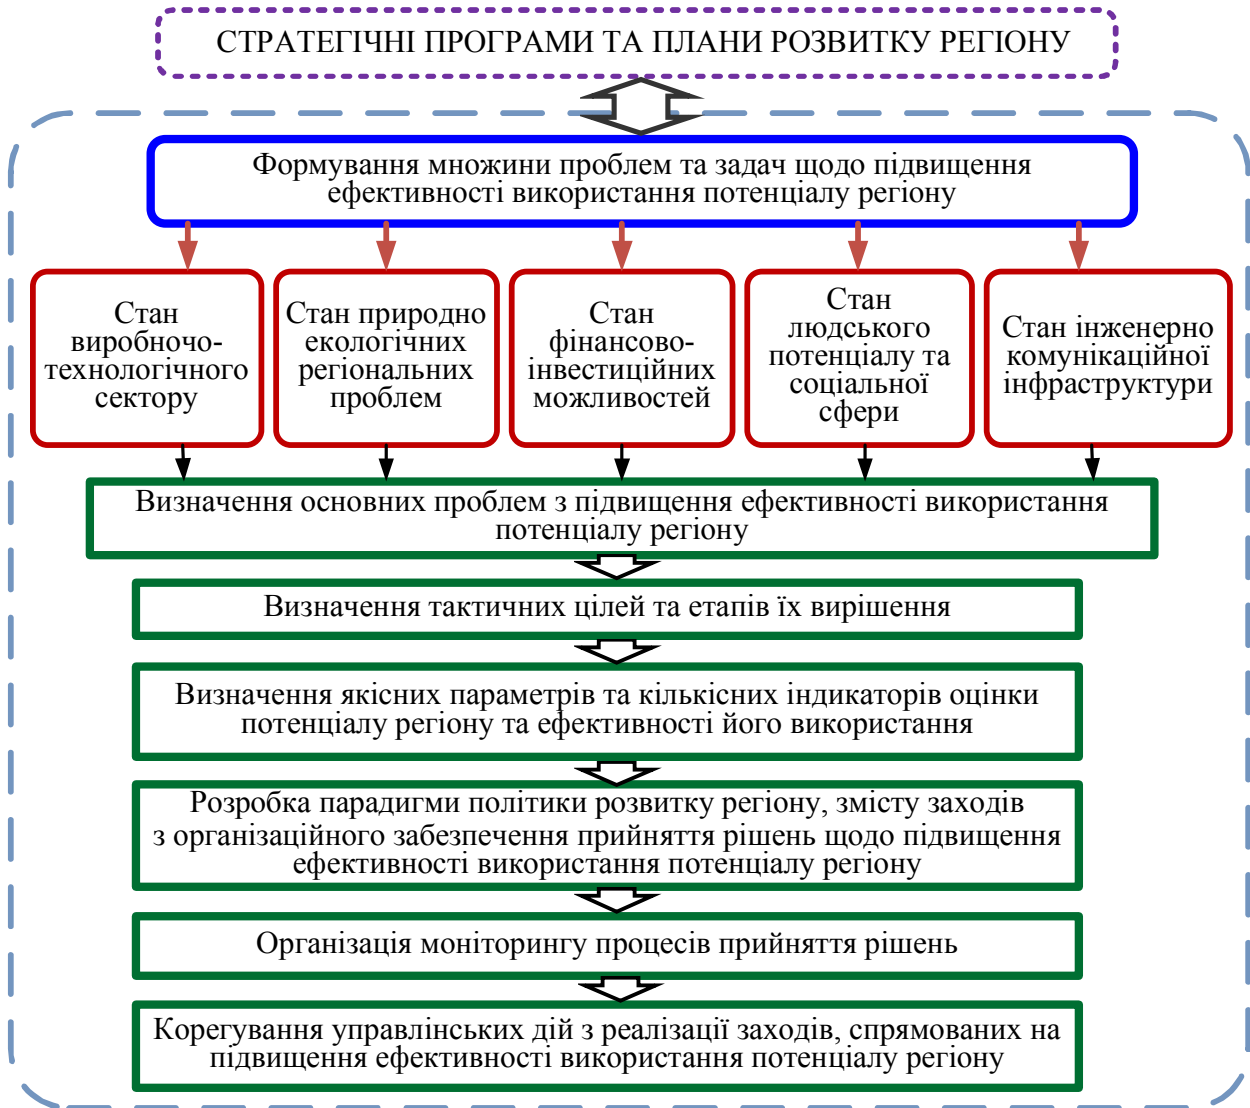 СТРАТЕГІЧНІ ПРОГРАМИ ТА ПЛАНИ РОЗВИТКУ РЕГІОНУ
Формування множини проблем та задач щодо підвищення
ефективності використання потенціалу регіону
Стан
виробничо-
технологічного
сектору
Стан природно
екологічних
регіональних
проблем
Стан
фінансово-
інвестиційних
можливостей
Стан
людського
потенціалу та
соціальної
сфери
Стан інженерно
комунікаційної
інфраструктури
Визначення основних проблем з підвищення ефективності використання
потенціалу регіону
Визначення тактичних цілей та етапів їх вирішення
Визначення якісних параметрів та кількісних індикаторів оцінки
потенціалу регіону та ефективності його використання
Розробка парадигми політики розвитку регіону, змісту заходів
з організаційного забезпечення прийняття рішень щодо підвищення
ефективності використання потенціалу регіону
Організація моніторингу процесів прийняття рішень
Корегування управлінських дій з реалізації заходів, спрямованих на
підвищення ефективності використання потенціалу регіону